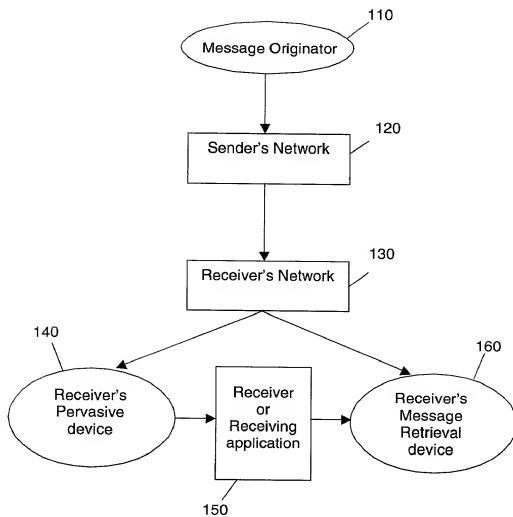 110
Message Originator
120
Sender's Network
130
Receiver's Network
140
160
Receiver's
Pervasive
device
Receiver
or
Receiving
application
Receiver's
Message
Retrieval
device
150